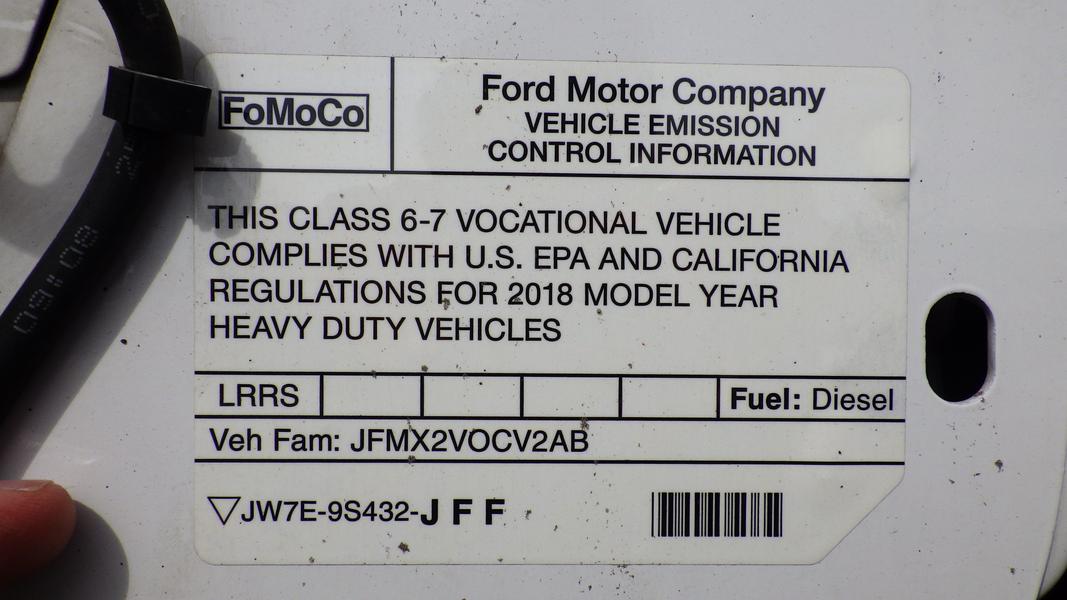 FoMoCo
Ford Motor Company
VEHICLE EMISSION
CONTROL INFORMATION
THIS CLASS 6-7 VOCATIONAL VEHICLE
COMPLIES WITH U.S. EPA AND CALIFORNIA
REGULATIONS FOR 2018 MODEL YEAR
HEAVY DUTY VEHICLES
LRRS
Fuel: Diesel
Veh Fam: JFMX2VOCV2AB
JW7E-9S432-J F F